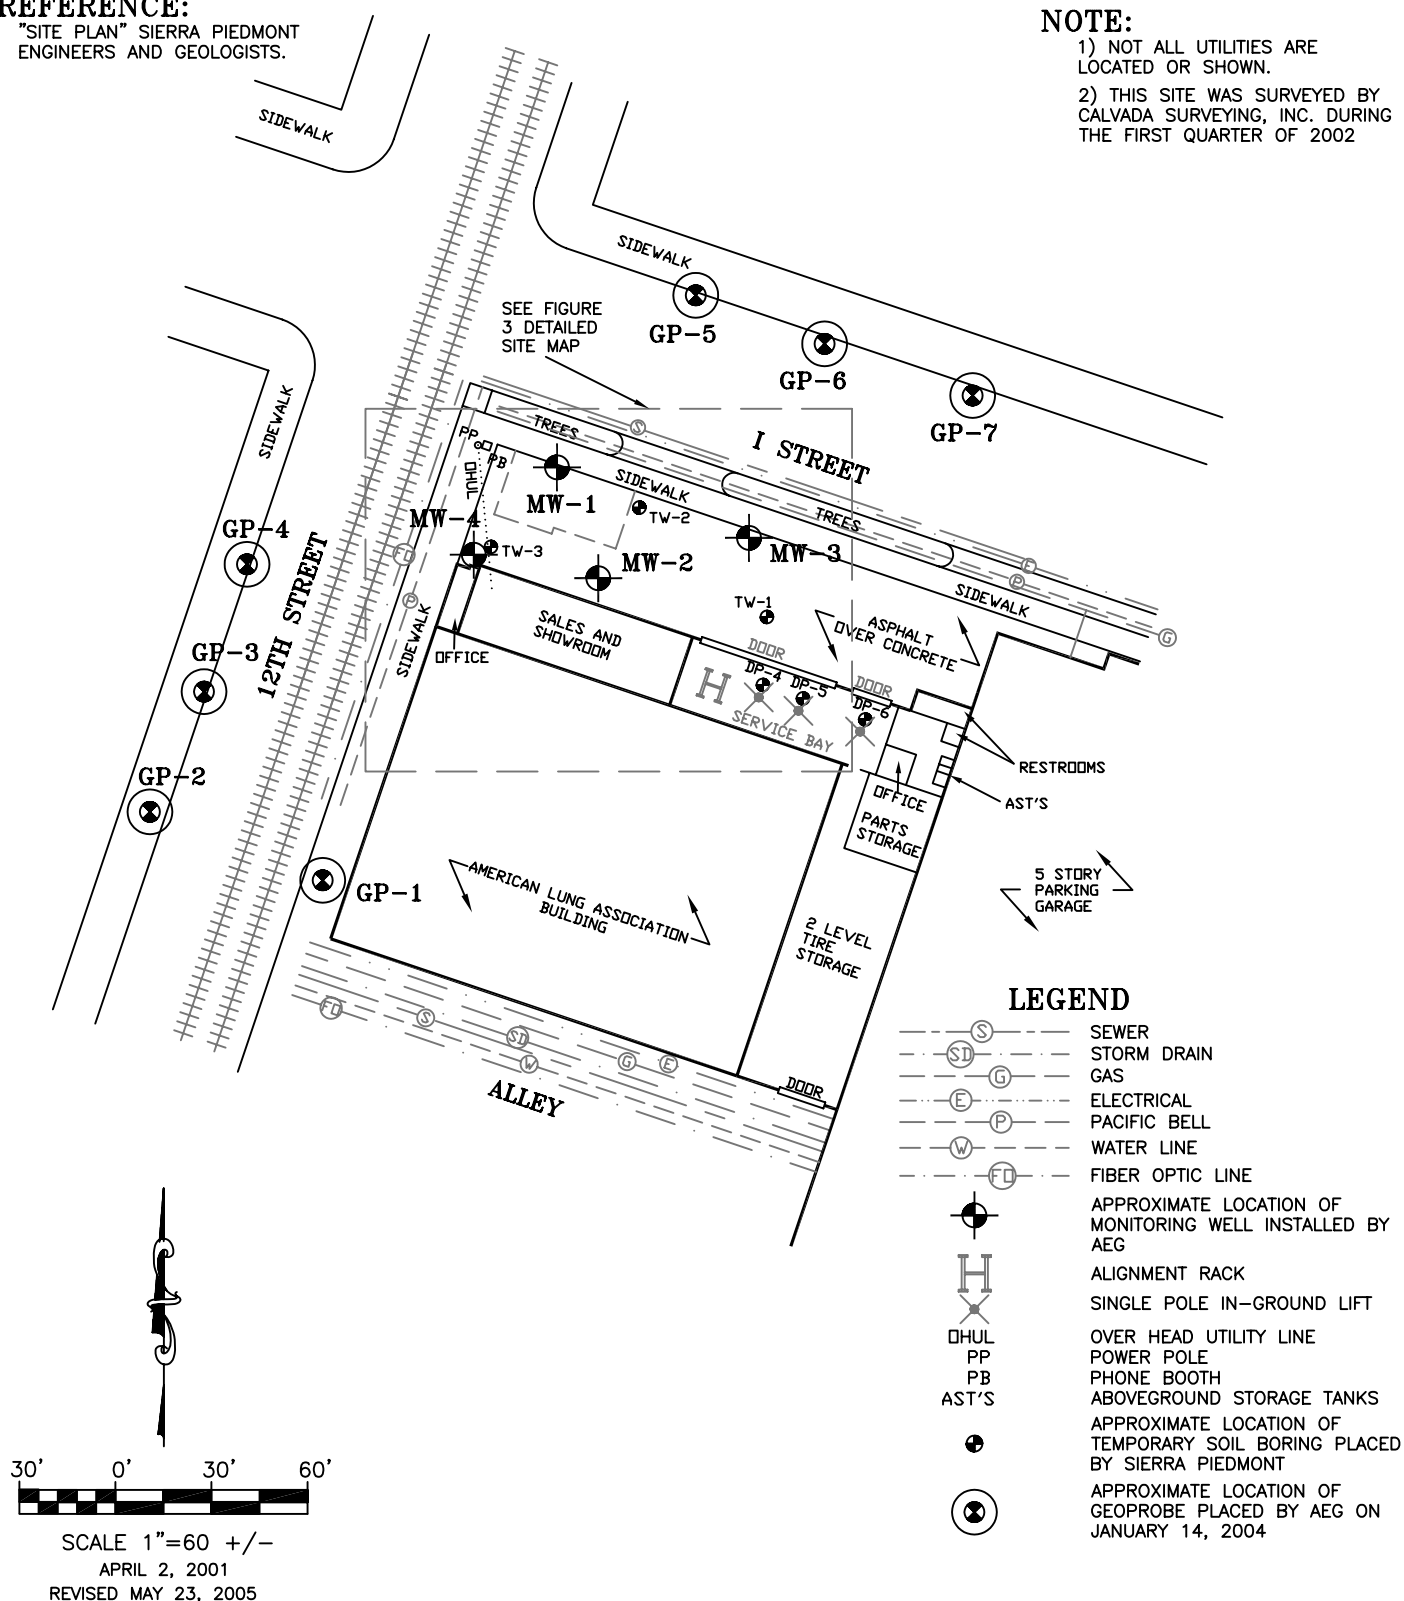 REFERENCE:
"SITE PLAN" SIERRA PIEDMONT
ENGINEERS AND GEOLOGISTS.
NOTE:
1) NOT ALL UTILITIES ARE
LOCATED OR SHOWN.
2) THIS SITE WAS SURVEYED BY
CALVADA SURVEYING, INC. DURING
THE FIRST QUARTER OF 2002
SIDEWALK
SIDEWALK
SEE FIGURE
3 DETAILED
SITE MAP
GP-5
GP-6
GP-7
SIDEWALK
I STREET
TREES
S
PP
PB
OHUL
MW-1
SIDEWALK
TW-2
TREES
MW-4
TW-3
MW-2
MW-3
E
P
SIDEWALK
G
GP-4
12TH STREET
FO
P
SIDEWALK
GP-3
GP-2
GP-1
OFFICE
SALES AND
SHOWROOM
TW-1
ASPHALT
OVER CONCRETE
DOOR
DOOR
DP-4
DP-5
DP-6
H
SERVICE BAY
RESTROOMS
AST'S
OFFICE
PARTS
STORAGE
5 STORY
PARKING
GARAGE
AMERICAN LUNG ASSOCIATION
BUILDING
2 LEVEL
TIRE
STORAGE
FO
S
SD
W
G
E
DOOR
ALLEY
LEGEND
S SEWER
SD STORM DRAIN
G GAS
E ELECTRICAL
P PACIFIC BELL
W WATER LINE
FO FIBER OPTIC LINE
APPROXIMATE LOCATION OF
MONITORING WELL INSTALLED BY
AEG
H ALIGNMENT RACK
SINGLE POLE IN-GROUND LIFT
OHUL OVER HEAD UTILITY LINE
PP POWER POLE
PB PHONE BOOTH
AST'S ABOVEGROUND STORAGE TANKS
APPROXIMATE LOCATION OF
TEMPORARY SOIL BORING PLACED
BY SIERRA PIEDMONT
APPROXIMATE LOCATION OF
GEOPROBE PLACED BY AEG ON
JANUARY 14, 2004
30' 0' 30' 60'
SCALE 1"=60 +/-
APRIL 2, 2001
REVISED MAY 23, 2005